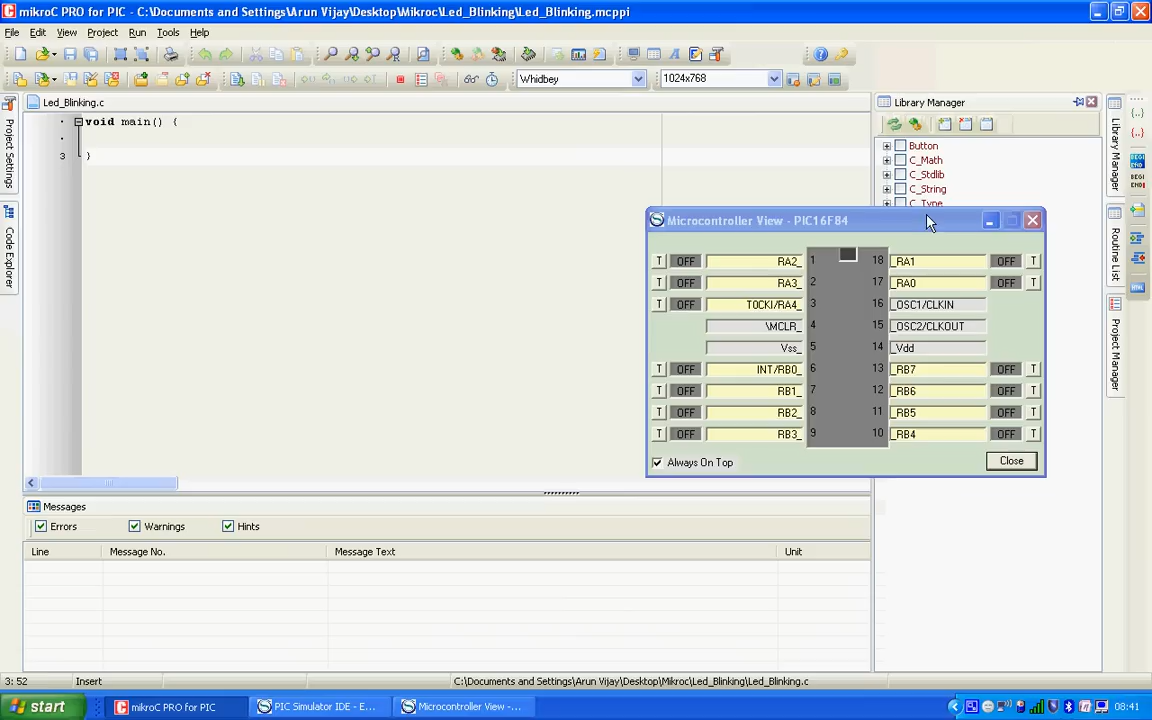 mikroC PRO for PIC - C:\Documents and Settings\Arun Vijay\Desktop\Mikroc\Led_Blinking\Led_Blinking.mcppi
File Edit View Project Run Tools Help
Whidbey 1024x768
Led_Blinking.c
void main() {
3 }
Project Settings
Code Explorer
Library Manager
Button
C_Math
C_Stdlib
C_String
C_Type
Library Manager
Routine List
Project Manager
Microcontroller View - PIC16F84
T OFF RA2_ 1 18 _RA1 OFF T
T OFF RA3_ 2 17 _RA0 OFF T
T OFF T0CKI/RA4_ 3 16 _OSC1/CLKIN
\MCLR_ 4 15 _OSC2/CLKOUT
Vss_ 5 14 _Vdd
T OFF INT/RB0_ 6 13 _RB7 OFF T
T OFF RB1_ 7 12 _RB6 OFF T
T OFF RB2_ 8 11 _RB5 OFF T
T OFF RB3_ 9 10 _RB4 OFF T
Always On Top Close
Messages
Errors Warnings Hints
Line Message No. Message Text Unit
3: 52 Insert C:\Documents and Settings\Arun Vijay\Desktop\Mikroc\Led_Blinking\Led_Blinking.c
start mikroC PRO for PIC PIC Simulator IDE - E... Microcontroller View -... 08:41